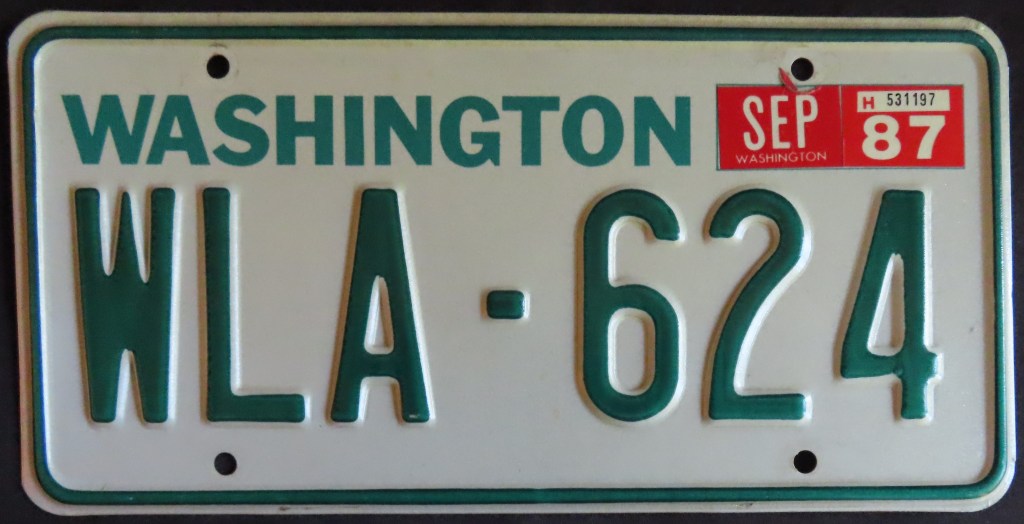 WASHINGTON
SEP
WASHINGTON
H 531197
87
WLA-624